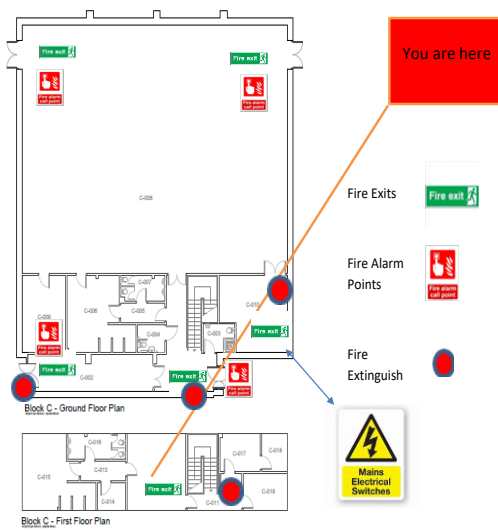 You are here
Fire exit
Fire exit
Fire alarm
call point
Fire alarm
call point
C-008
Fire Exits
Fire exit
Fire Alarm
Points
Fire alarm
call point
C-007
C-009
C-006
C-005
C-010
Fire alarm
call point
C-004
C-003
Fire exit
Fire Extinguish
Fire exit
C-002
Fire exit
Fire alarm
call point
Block C - Ground Floor Plan
Mains
Electrical
Switches
C-016
C-017
C-018
C-015
C-013
C-014
Fire exit
C-011
C-019
Block C - First Floor Plan